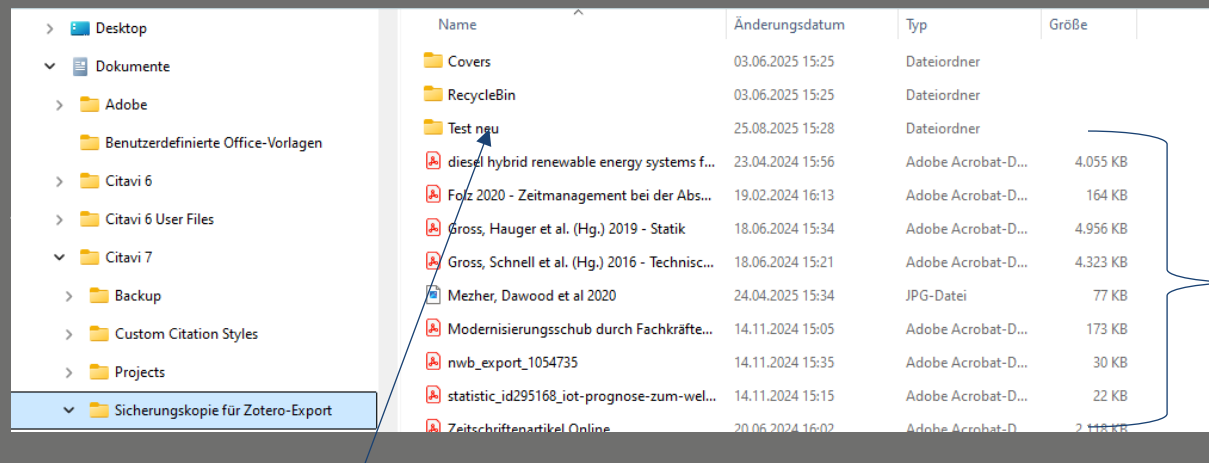 Desktop
Dokumente
Adobe
Benutzerdefinierte Office-Vorlagen
Citavi 6
Citavi 6 User Files
Citavi 7
Backup
Custom Citation Styles
Projects
Sicherungskopie für Zotero-Export
Name Änderungsdatum Typ Größe
Covers 03.06.2025 15:25 Dateiordner
RecycleBin 03.06.2025 15:25 Dateiordner
Test neu 25.08.2025 15:28 Dateiordner
diesel hybrid renewable energy systems f... 23.04.2024 15:56 Adobe Acrobat-D... 4.055 KB
Folz 2020 - Zeitmanagement bei der Abs... 19.02.2024 16:13 Adobe Acrobat-D... 164 KB
Gross, Hauger et al. (Hg.) 2019 - Statik 18.06.2024 15:34 Adobe Acrobat-D... 4.956 KB
Gross, Schnell et al. (Hg.) 2016 - Technisc... 18.06.2024 15:21 Adobe Acrobat-D... 4.323 KB
Mezher, Dawood et al 2020 24.04.2025 15:34 JPG-Datei 77 KB
Modernisierungsschub durch Fachkräfte... 14.11.2024 15:05 Adobe Acrobat-D... 173 KB
nwb_export_1054735 14.11.2024 15:35 Adobe Acrobat-D... 30 KB
statistic_id295168_iot-prognose-zum-wel... 14.11.2024 15:15 Adobe Acrobat-D... 22 KB
Zeitschriftenartikel Online 20.06.2024 16:02 Adobe Acrobat-D... 2.118 KB